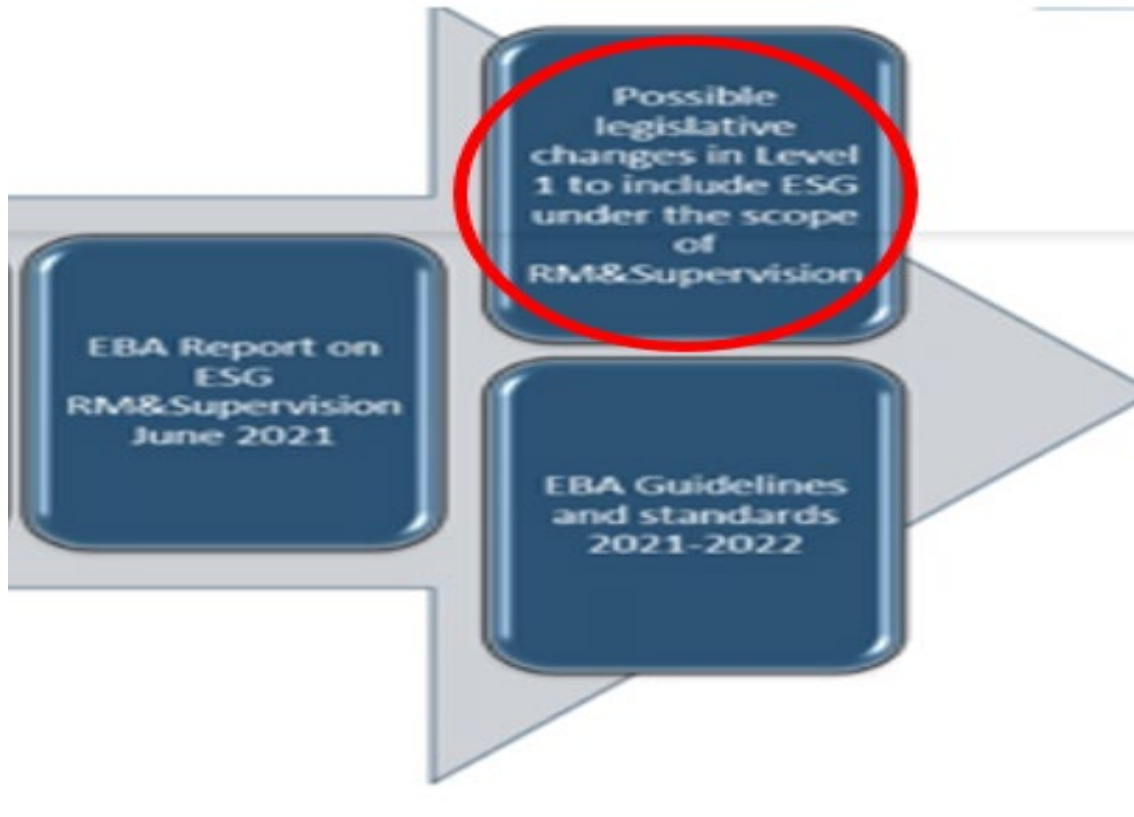 EBA Report on
ESG
RM&Supervision
June 2021
Possible
legislative
changes in Level
1 to include ESG
under the scope
of
RM&Supervision
EBA Guidelines
and standards
2021-2022